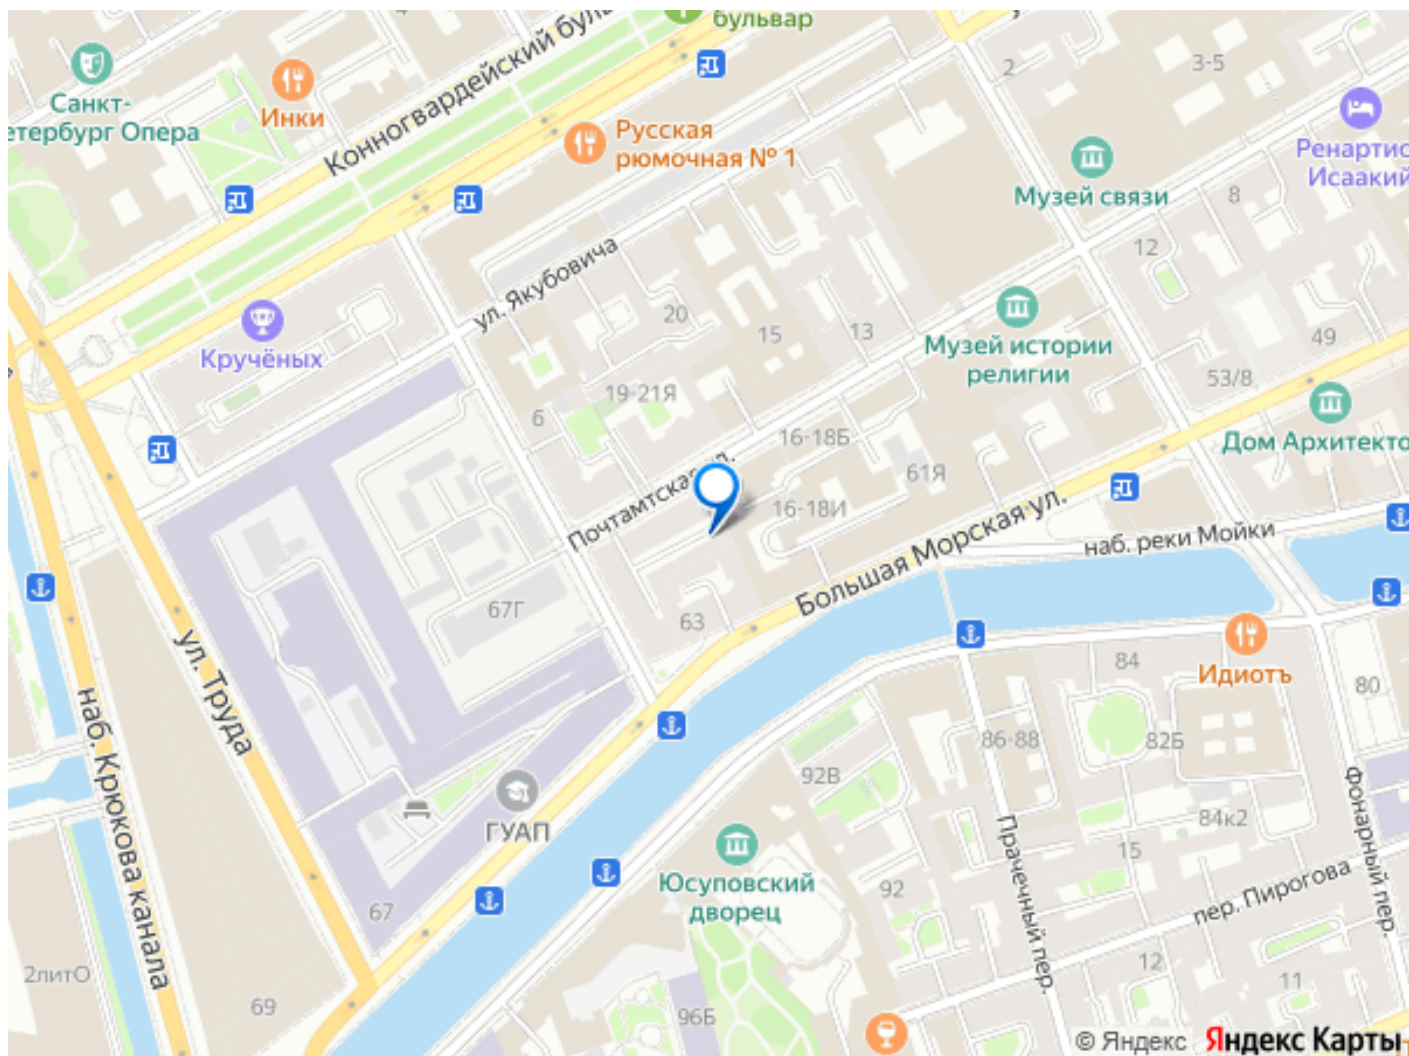 бульвар
Санкт-
етербург Опера
Инки
Конногвардейский буль
Русская
рюмочная № 1
2
3-5
Музей связи
Ренартис
Исаакий
8
12
ул. Якубовича
Кручёных
20
15
13
Музей истории
религии
49
53/8
19-21Я
6
16-18Б
61Я
Дом Архитекто
Почтамтская ул.
16-18И
Большая Морская ул.
наб. реки Мойки
67Г
63
84
Идиотъ
80
ул. Труда
наб. Крюкова канала
86-88
82Б
92В
Фонарный пер.
ГУАП
84к2
Прачечный пер.
15
Юсуповский
дворец
92
пер. Пирогова
67
2литО
69
12
11
96Б
© Яндекс Яндекс Карты